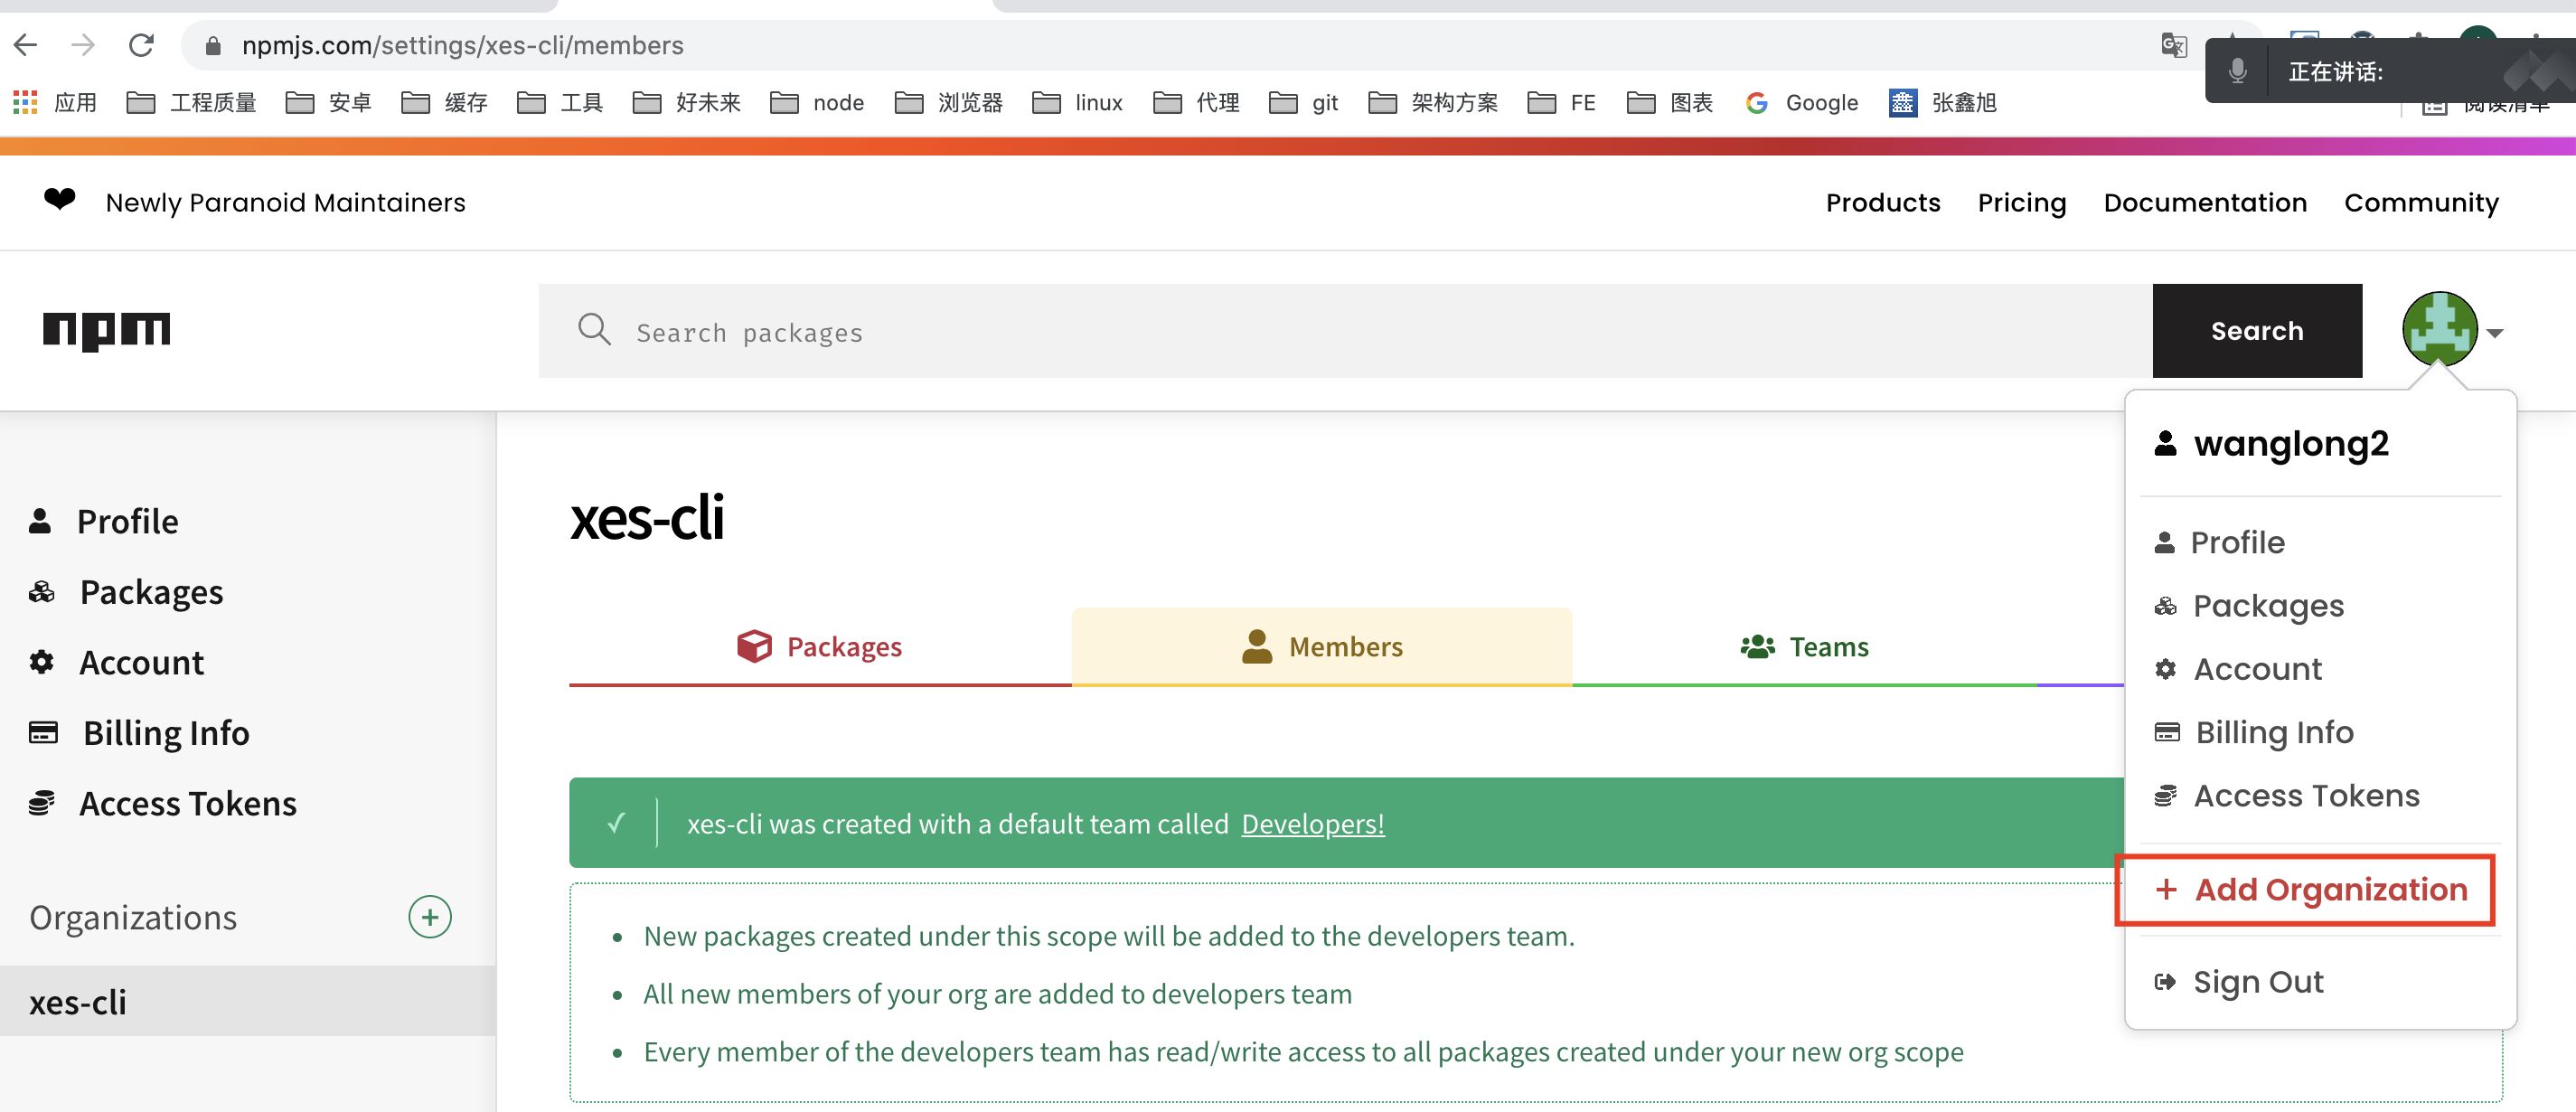 npmjs.com/settings/xes-cli/members
正在讲话:
应用 工程质量 安卓 缓存 工具 好未来 node 浏览器 linux 代理 git 架构方案 FE 图表 Google 鑫 张鑫旭 阅读清单
Newly Paranoid Maintainers
Products Pricing Documentation Community
npm
Search packages
Search
wanglong2
Profile
Packages
Account
Billing Info
Access Tokens
+ Add Organization
Sign Out
Profile
Packages
Account
Billing Info
Access Tokens
Organizations
xes-cli
xes-cli
Packages Members Teams
xes-cli was created with a default team called Developers!
• New packages created under this scope will be added to the developers team.
• All new members of your org are added to developers team
• Every member of the developers team has read/write access to all packages created under your new org scope